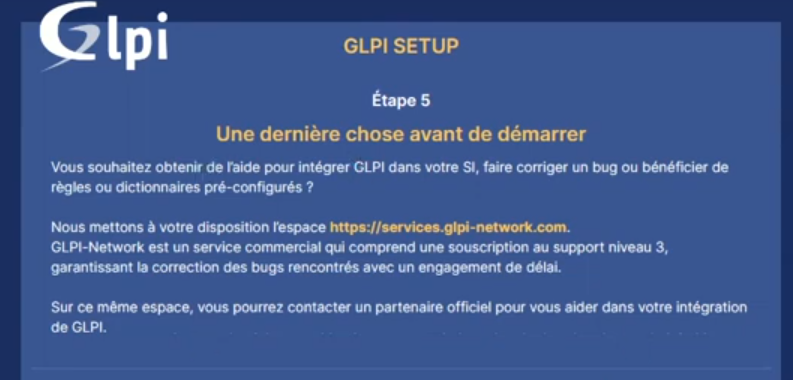 Glpi
GLPI SETUP
Étape 5
Une dernière chose avant de démarrer
Vous souhaitez obtenir de l'aide pour intégrer GLPI dans votre SI, faire corriger un bug ou bénéficier de
règles ou dictionnaires pré-configurés ?
Nous mettons à votre disposition l'espace https://services.glpi-network.com.
GLPI-Network est un service commercial qui comprend une souscription au support niveau 3,
garantissant la correction des bugs rencontrés avec un engagement de délai.
Sur ce même espace, vous pourrez contacter un partenaire officiel pour vous aider dans votre intégration
de GLPI.